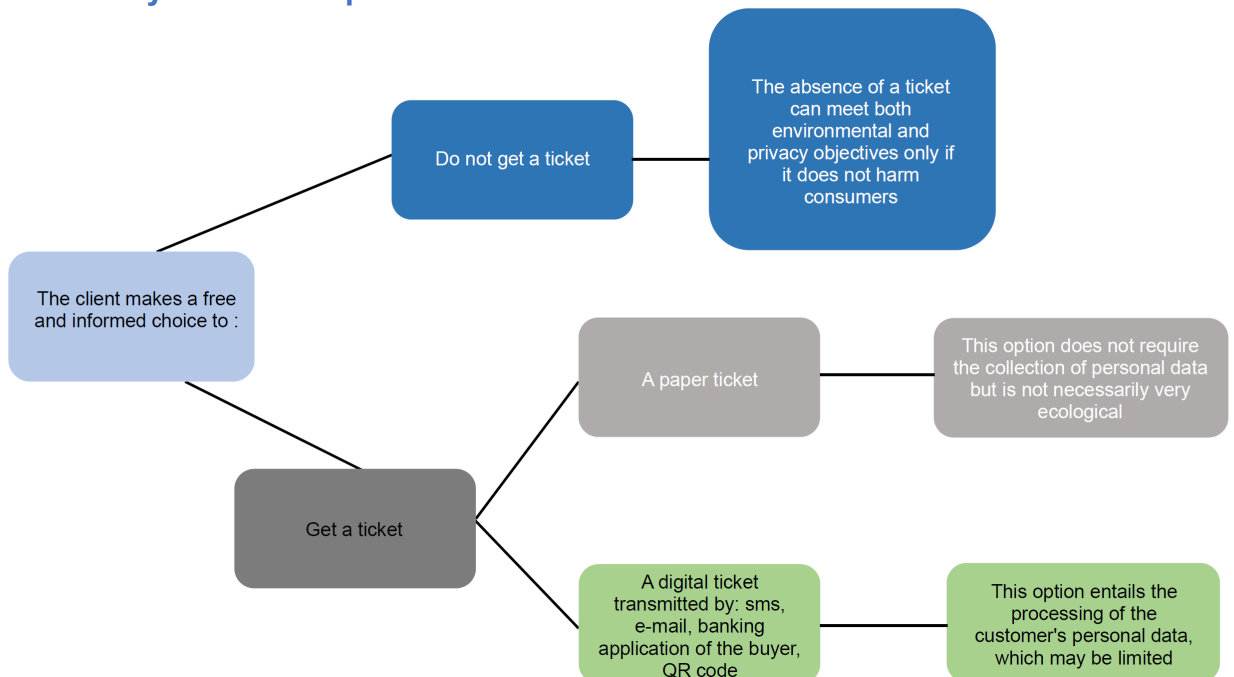 The absence of a ticket
can meet both
environmental and
privacy objectives only if
it does not harm
consumers
Do not get a ticket
The client makes a free
and informed choice to :
A paper ticket
This option does not require
the collection of personal data
but is not necessarily very
ecological
Get a ticket
A digital ticket
transmitted by: sms,
e-mail, banking
application of the buyer,
QR code
This option entails the
processing of the
customer's personal data,
which may be limited